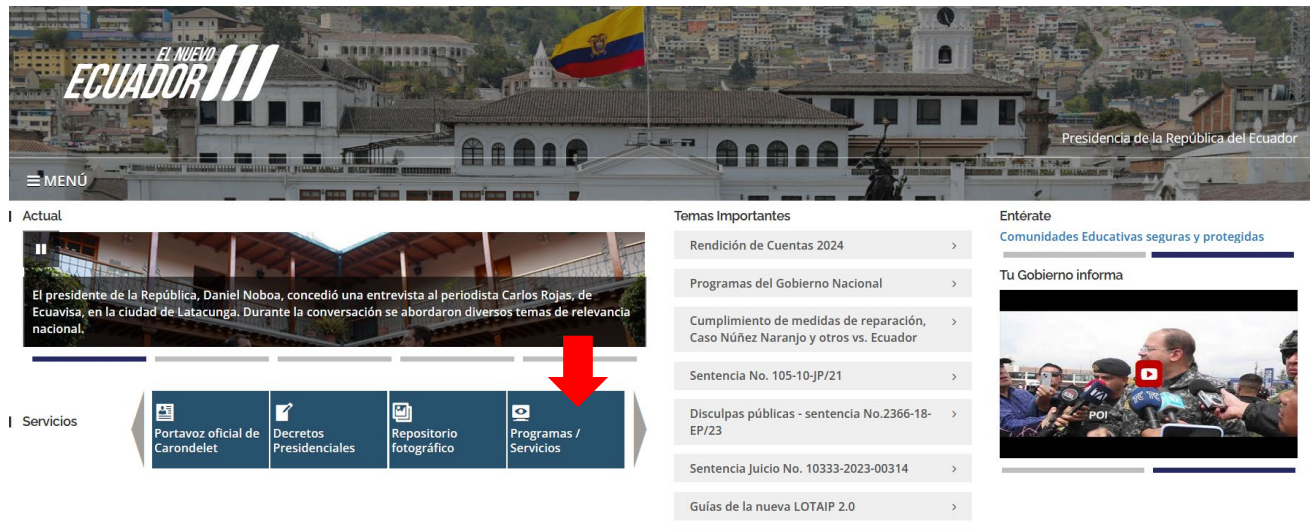 EL NUEVO
ECUADOR
Presidencia de la República del Ecuador
MENÚ
Actual
El presidente de la República, Daniel Noboa, concedió una entrevista al periodista Carlos Rojas, de
Ecuavisa, en la ciudad de Latacunga. Durante la conversación se abordaron diversos temas de relevancia
nacional.
Servicios
Portavoz oficial de
Carondelet
Decretos
Presidenciales
Repositorio
fotográfico
Programas /
Servicios
Temas Importantes
Rendición de Cuentas 2024
Programas del Gobierno Nacional
Cumplimiento de medidas de reparación,
Caso Núñez Naranjo y otros vs. Ecuador
Sentencia No. 105-10-JP/21
Disculpas públicas - sentencia No.2366-18-
EP/23
Sentencia Juicio No. 10333-2023-00314
Guías de la nueva LOTAIP 2.0
Entérate
Comunidades Educativas seguras y protegidas
Tu Gobierno informa
POI